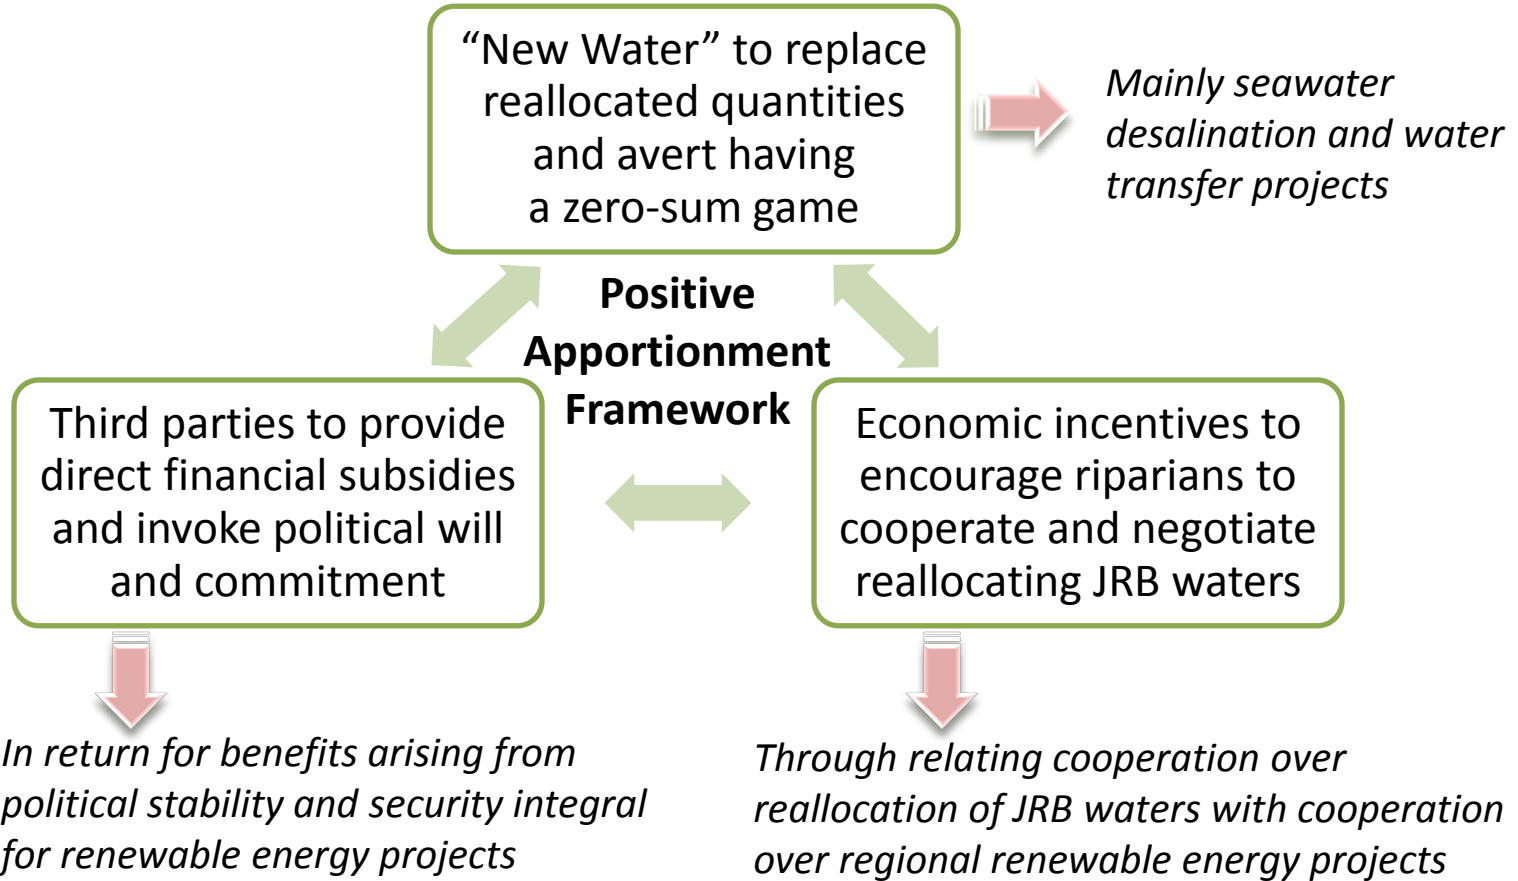 “New Water” to replace
reallocated quantities
and avert having
a zero-sum game
Mainly seawater
desalination and water
transfer projects
Positive
Apportionment
Framework
Third parties to provide
direct financial subsidies
and invoke political will
and commitment
Economic incentives to
encourage riparians to
cooperate and negotiate
reallocating JRB waters
In return for benefits arising from
political stability and security integral
for renewable energy projects
Through relating cooperation over
reallocation of JRB waters with cooperation
over regional renewable energy projects